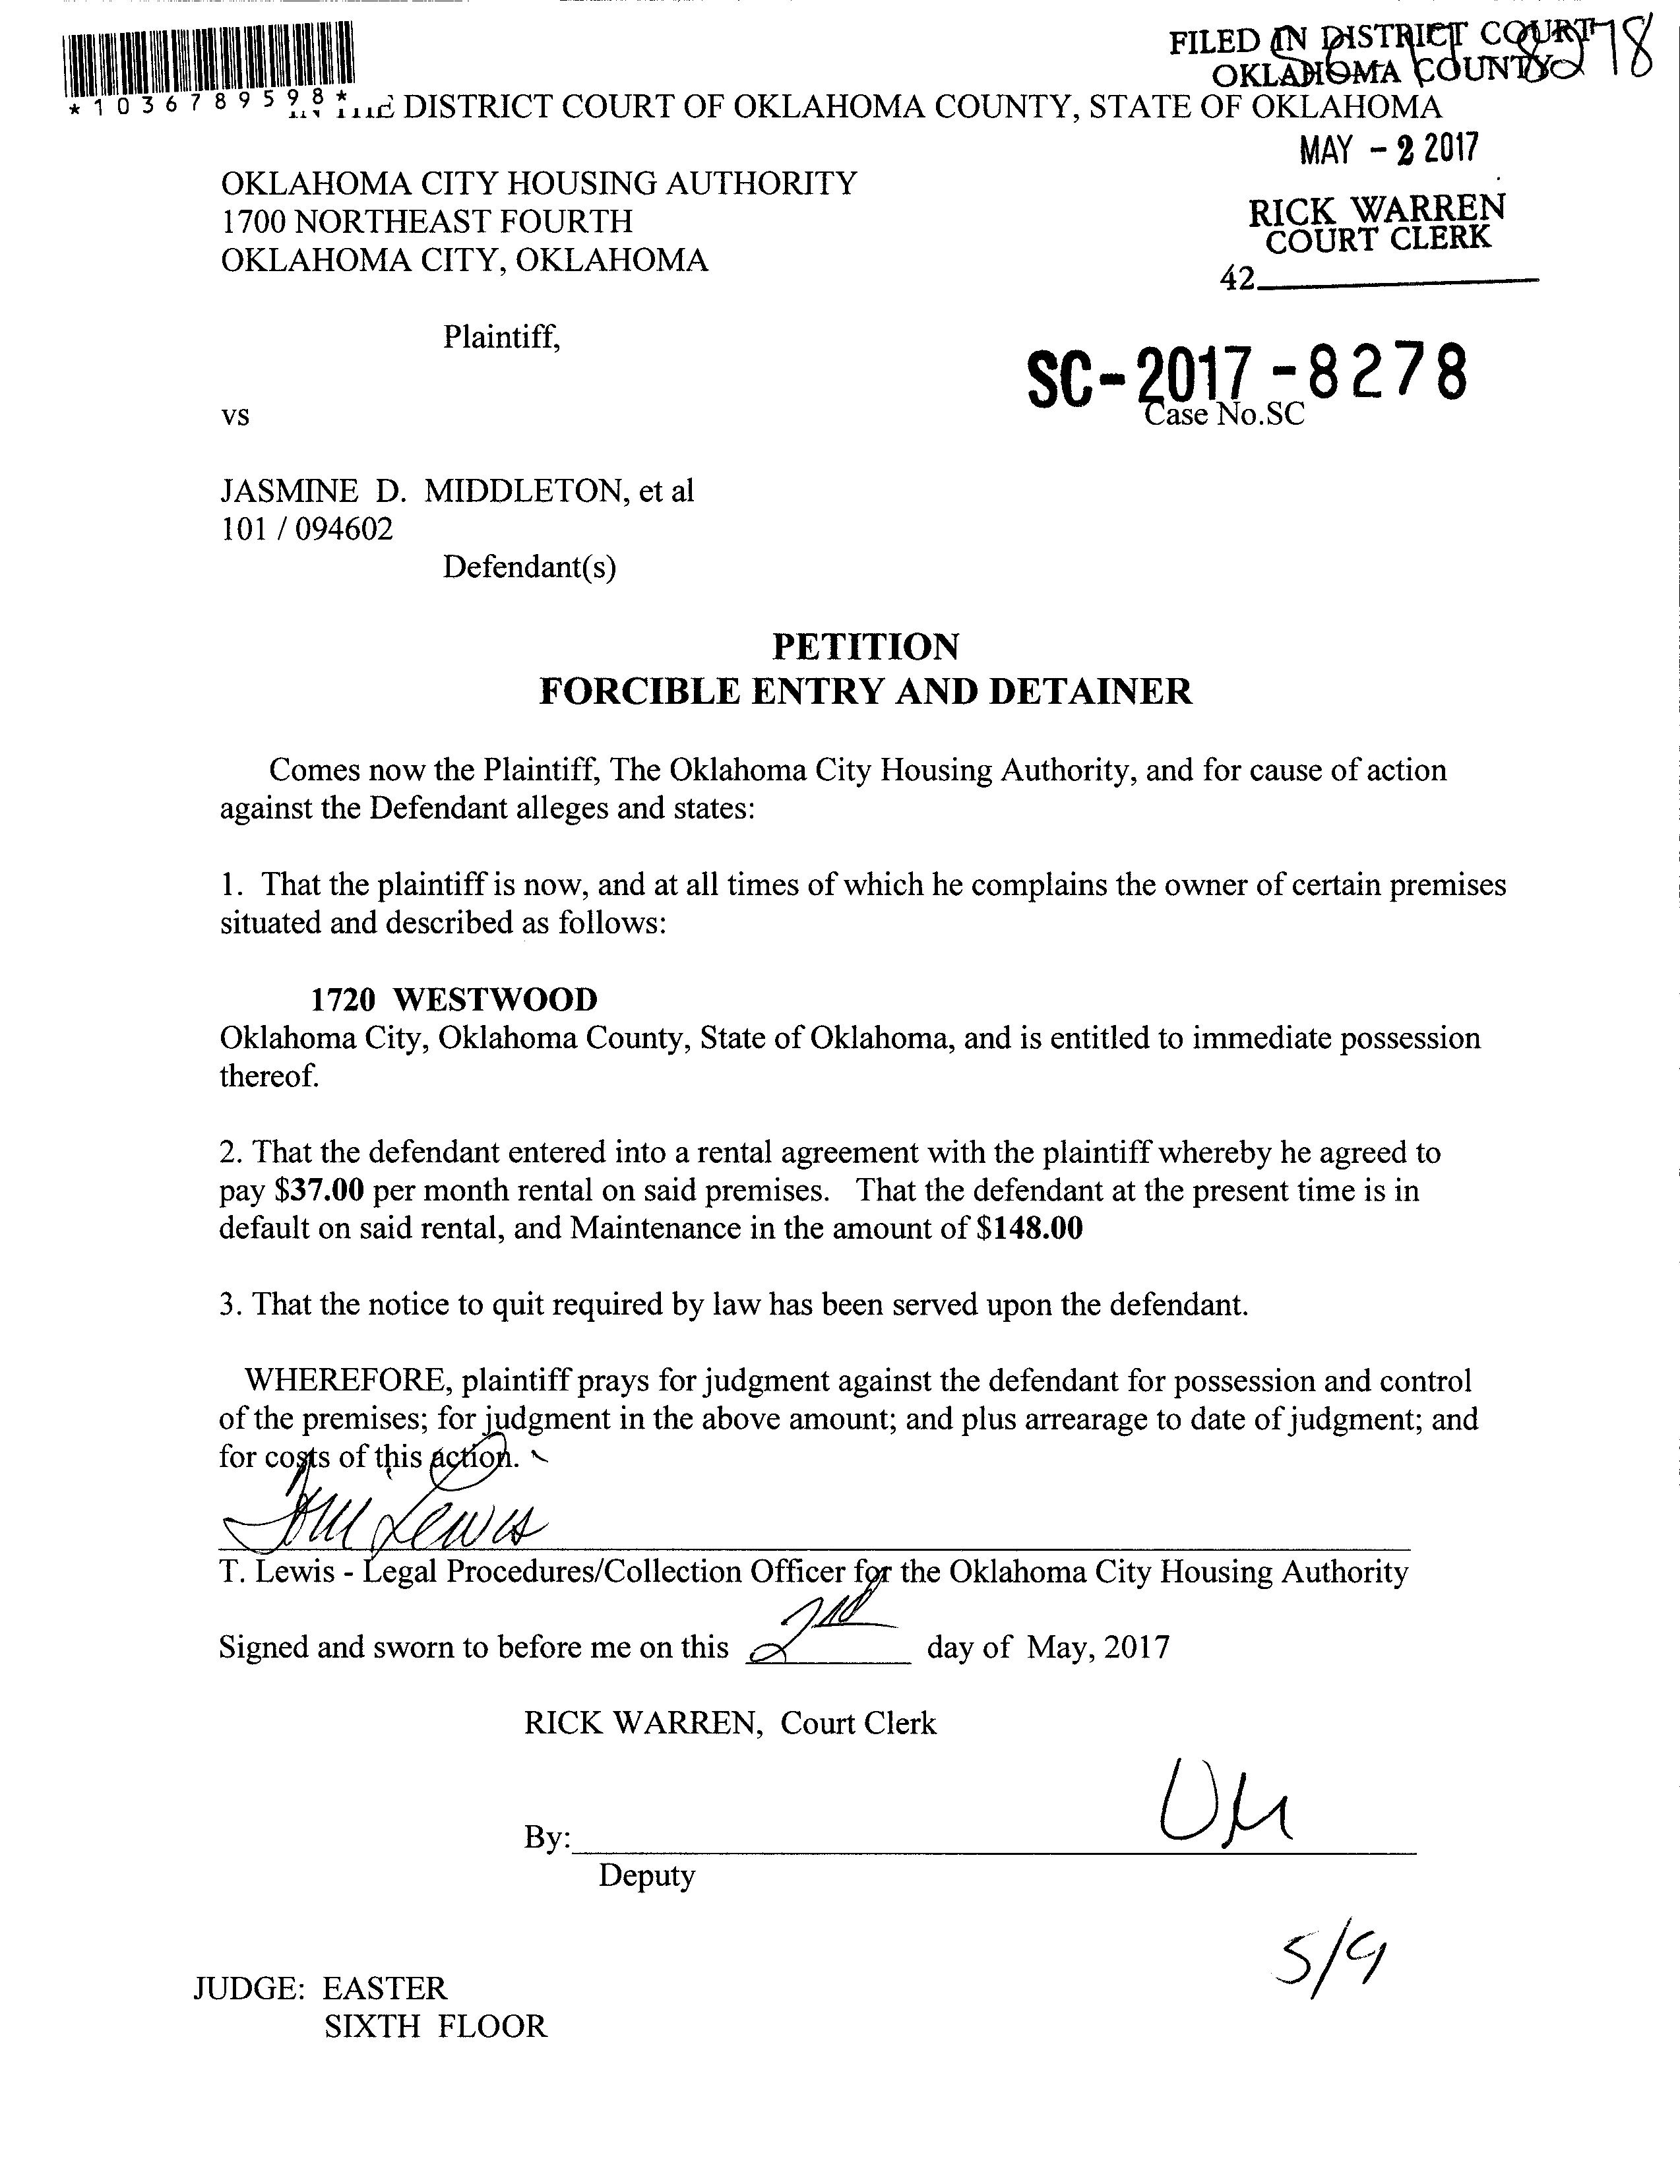 FILED IN DISTRICT COURT
OKLAHOMA COUNTY
8278
*1036789598*
DISTRICT COURT OF OKLAHOMA COUNTY, STATE OF OKLAHOMA
MAY - 2 2017
OKLAHOMA CITY HOUSING AUTHORITY
1700 NORTHEAST FOURTH
OKLAHOMA CITY, OKLAHOMA
RICK WARREN
COURT CLERK
42
Plaintiff,
SC-2017-8278
vs
Case No.SC
JASMINE D. MIDDLETON, et al
101 / 094602
Defendant(s)
PETITION
FORCIBLE ENTRY AND DETAINER
Comes now the Plaintiff, The Oklahoma City Housing Authority, and for cause of action
against the Defendant alleges and states:
1. That the plaintiff is now, and at all times of which he complains the owner of certain premises
situated and described as follows:
1720 WESTWOOD
Oklahoma City, Oklahoma County, State of Oklahoma, and is entitled to immediate possession
thereof.
2. That the defendant entered into a rental agreement with the plaintiff whereby he agreed to
pay $37.00 per month rental on said premises. That the defendant at the present time is in
default on said rental, and Maintenance in the amount of $148.00
3. That the notice to quit required by law has been served upon the defendant.
WHEREFORE, plaintiff prays for judgment against the defendant for possession and control
of the premises; for judgment in the above amount; and plus arrearage to date of judgment; and
for costs of this action.
Lewis
T. Lewis - Legal Procedures/Collection Officer for the Oklahoma City Housing Authority
Signed and sworn to before me on this 2nd day of May, 2017
RICK WARREN, Court Clerk
By:
Deputy
5/9
JUDGE: EASTER
SIXTH FLOOR